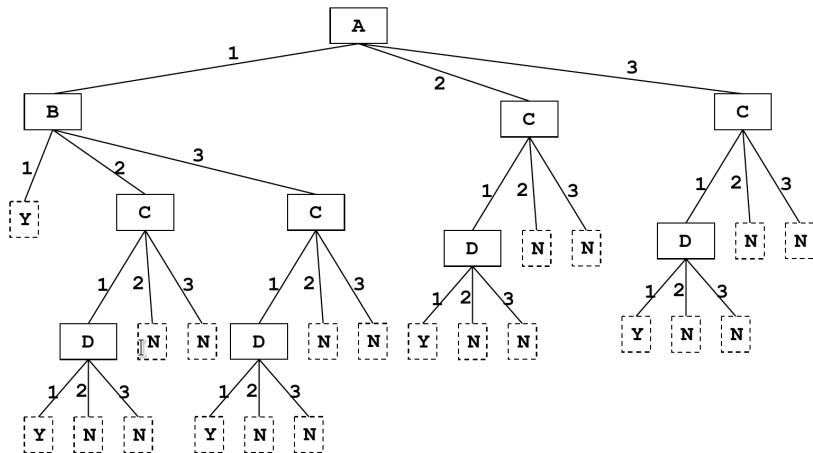 A
1 2 3
B C C
1 2 3 1 2 3 1 2 3
Y C C D N N D N N
1 2 3 1 2 3 1 2 3 1 2 3
D N N D N N Y N N Y N N
1 2 3 1 2 3
Y N N Y N N